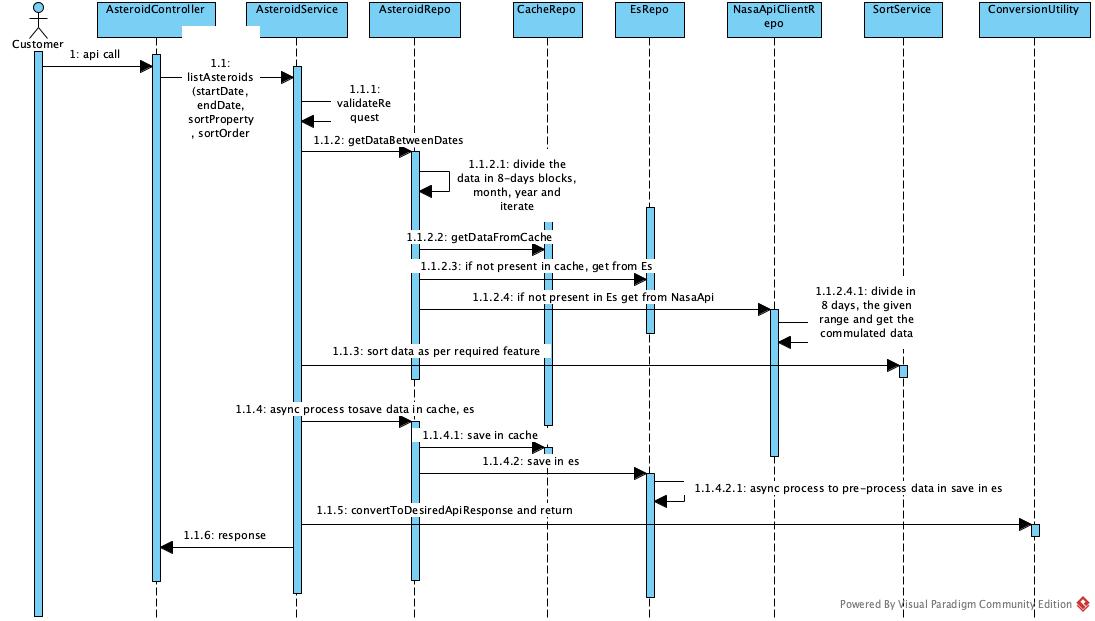 AsteroidController
AsteroidService
AsteroidRepo
CacheRepo
EsRepo
NasaApiClientR
epo
SortService
ConversionUtility
Customer
1: api call
1.1:
listAsteroids
(startDate,
endDate,
sortProperty
, sortOrder
1.1.1:
validateRe
quest
1.1.2: getDataBetweenDates
1.1.2.1: divide the
data in 8-days blocks,
month, year and
iterate
1.1.2.2: getDataFromCache
1.1.2.3: if not present in cache, get from Es
1.1.2.4: if not present in Es get from NasaApi
1.1.2.4.1: divide in
8 days, the given
range and get the
commulated data
1.1.3: sort data as per required feature
1.1.4: async process tosave data in cache, es
1.1.4.1: save in cache
1.1.4.2: save in es
1.1.4.2.1: async process to pre-process data in save in es
1.1.5: convertToDesiredApiResponse and return
1.1.6: response
Powered By Visual Paradigm Community Edition